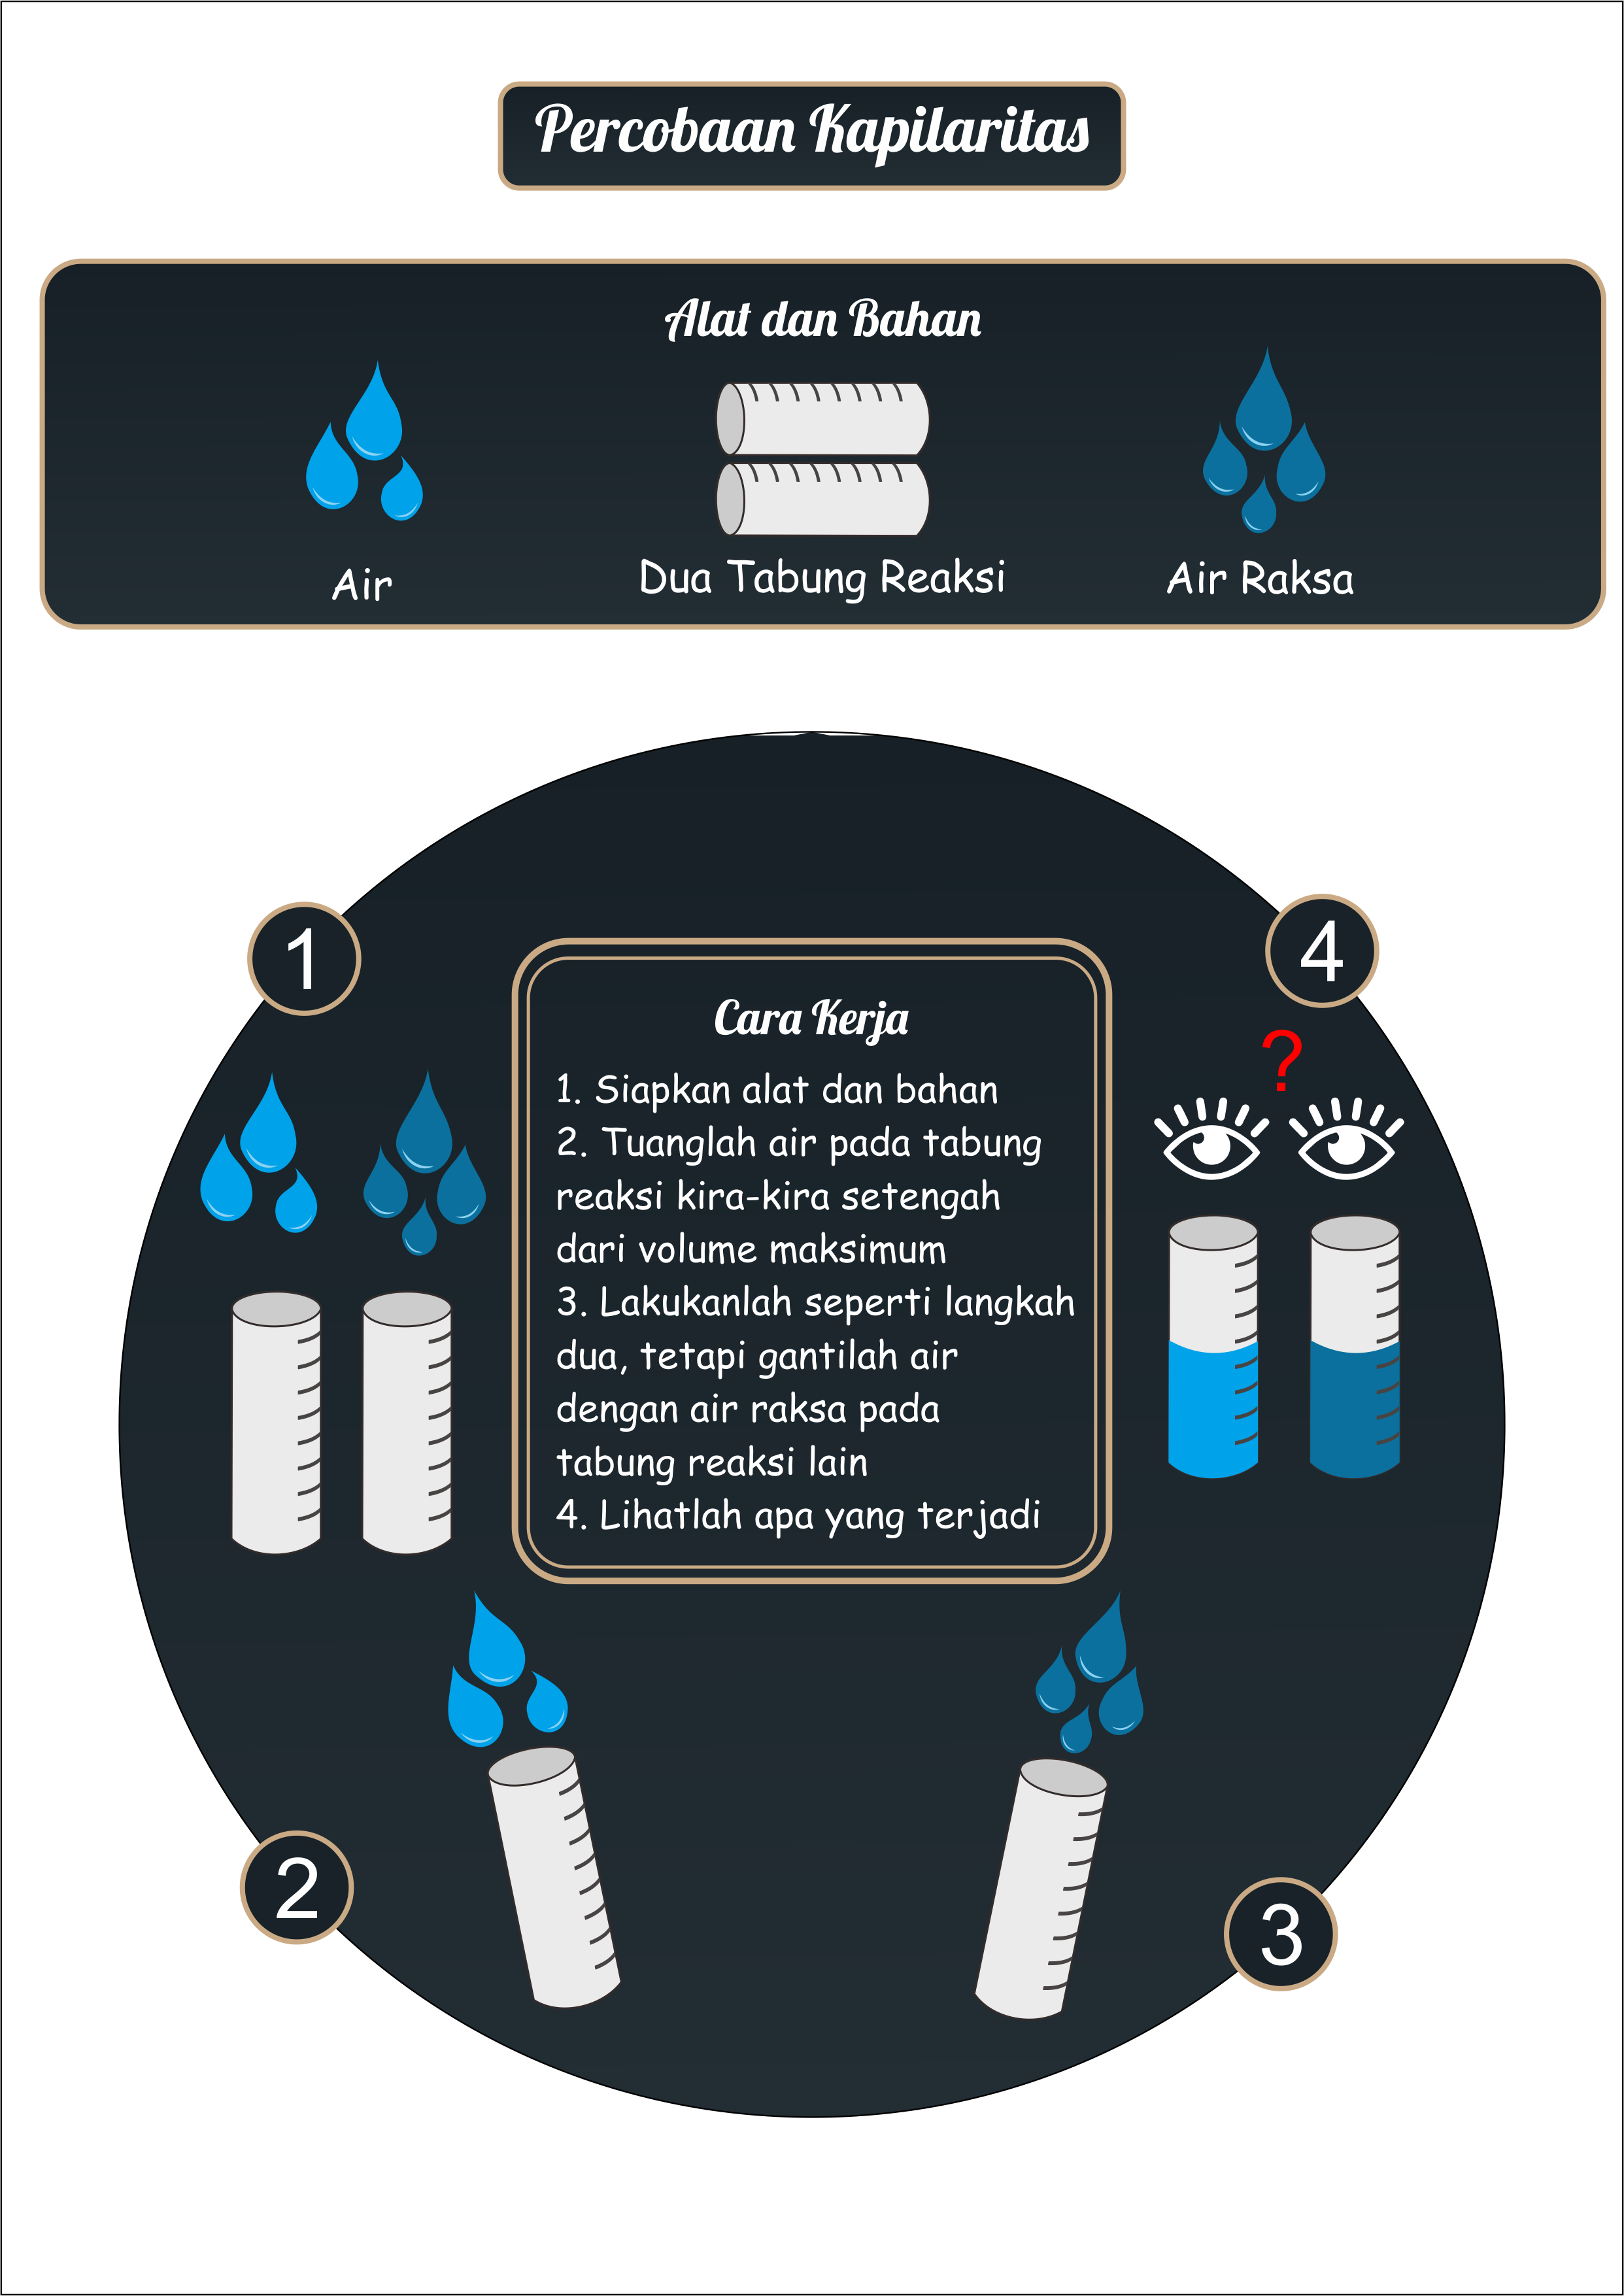 Percobaan Kapilaritas
Alat dan Bahan
Air
Dua Tabung Reaksi
Air Raksa
1
4
?
Cara Kerja
1. Siapkan alat dan bahan
2. Tuanglah air pada tabung
reaksi kira-kira setengah
dari volume maksimum
3. Lakukanlah seperti langkah
dua, tetapi gantilah air
dengan air raksa pada
tabung reaksi lain
4. Lihatlah apa yang terjadi
2
3